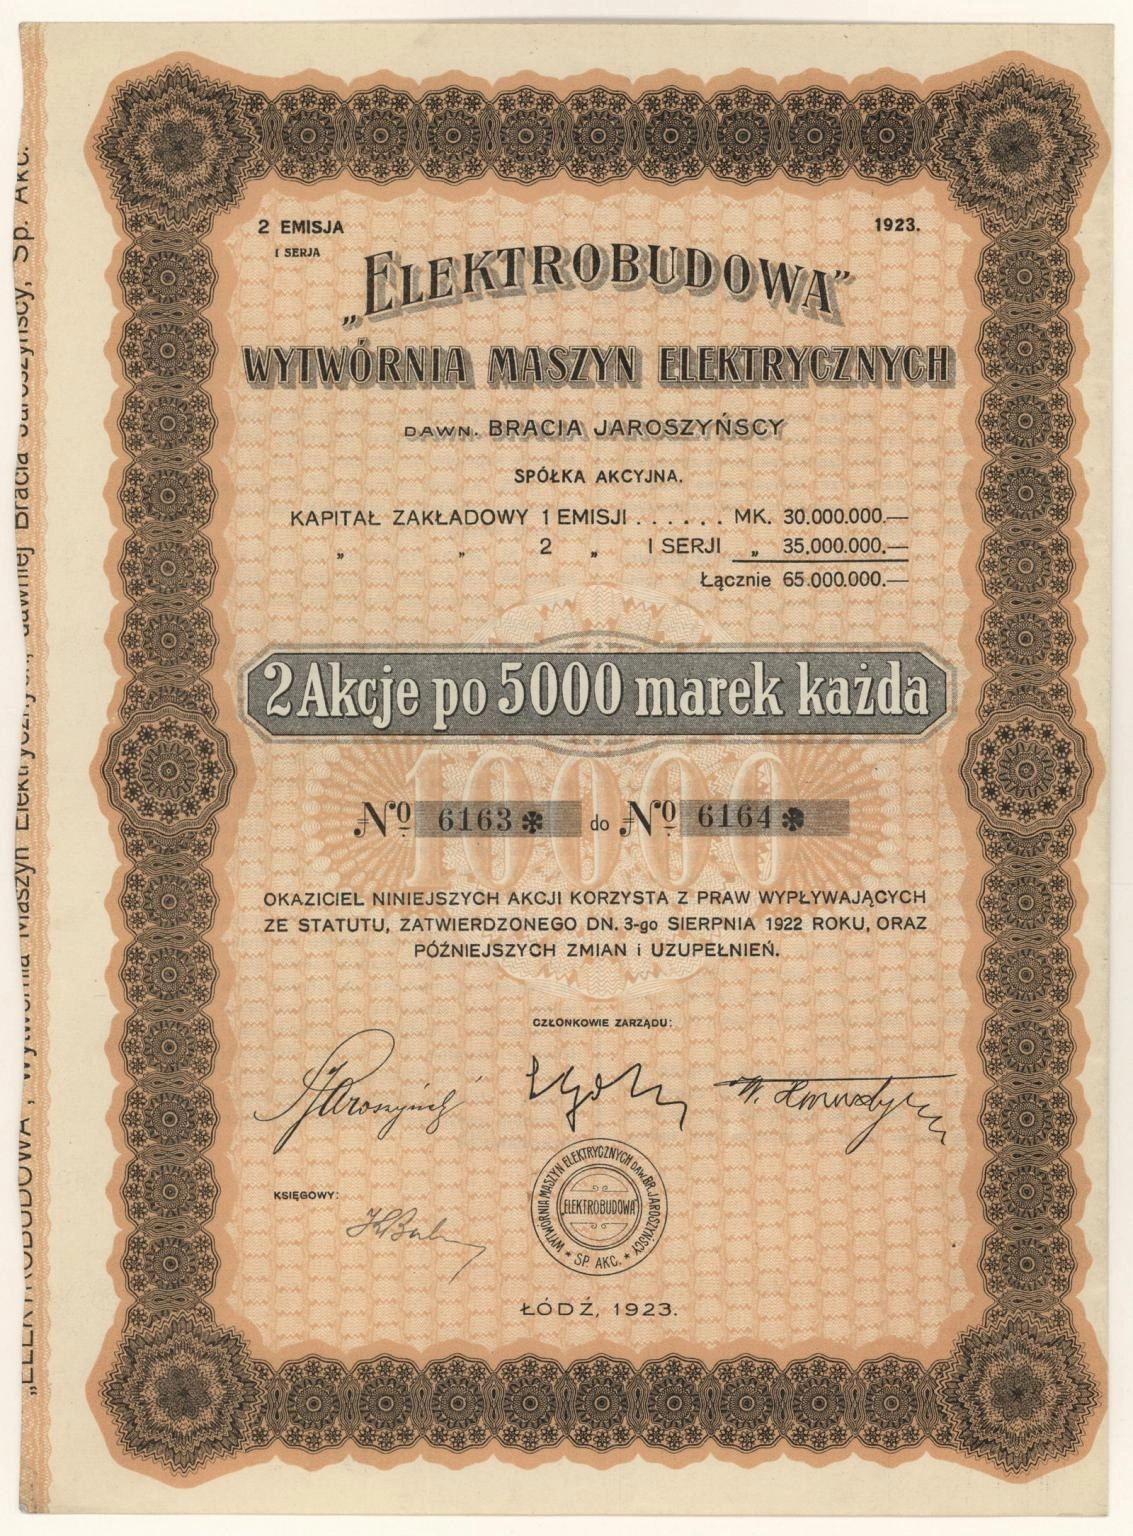 2 EMISJA
1923.
I SERJA
„ELEKTROBUDOWA”
WYTWÓRNIA MASZYN ELEKTRYCZNYCH
DAWN. BRACIA JAROSZYŃSCY
SPÓŁKA AKCYJNA.
KAPITAŁ ZAKŁADOWY 1 EMISJI . . . . . . MK. 30.000.000.—
„ „ 2 „ I SERJI „ 35.000.000.—
Łącznie 65.000.000.—
2 Akcje po 5000 marek każda
10000
No 6163 do No 6164
OKAZICIEL NINIEJSZYCH AKCJI KORZYSTA Z PRAW WYPŁYWAJĄCYCH
ZE STATUTU, ZATWIERDZONEGO DN. 3-go SIERPNIA 1922 ROKU, ORAZ
PÓŹNIEJSZYCH ZMIAN i UZUPEŁNIEŃ.
CZŁONKOWIE ZARZĄDU:
KSIĘGOWY:
WYTWÓRNIA MASZYN ELEKTRYCZNYCH DAW. BR. JAROSZYŃSCY
„ELEKTROBUDOWA”
SP. AKC.
ŁÓDŹ, 1923.
„ELEKTROBUDOWA”, Wytwórnia Maszyn Elektrycznych, dawniej Bracia Jaroszyńscy, Sp. Akc.